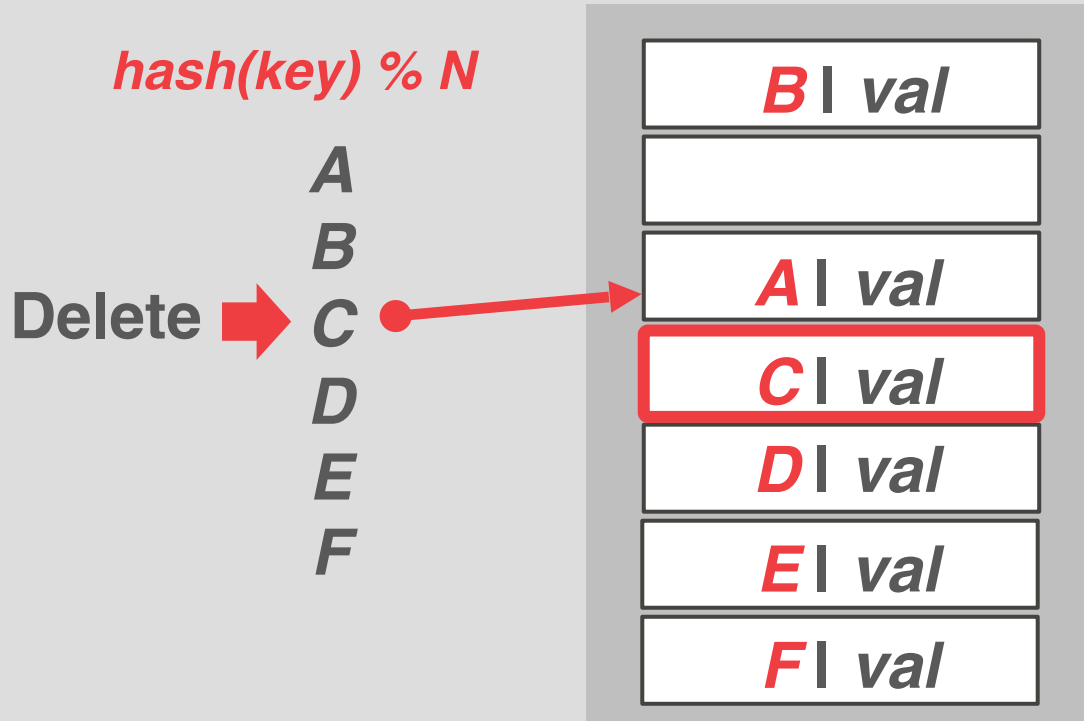 hash(key) % N
A
B
Delete C
D
E
F
B | val
A | val
C | val
D | val
E | val
F | val